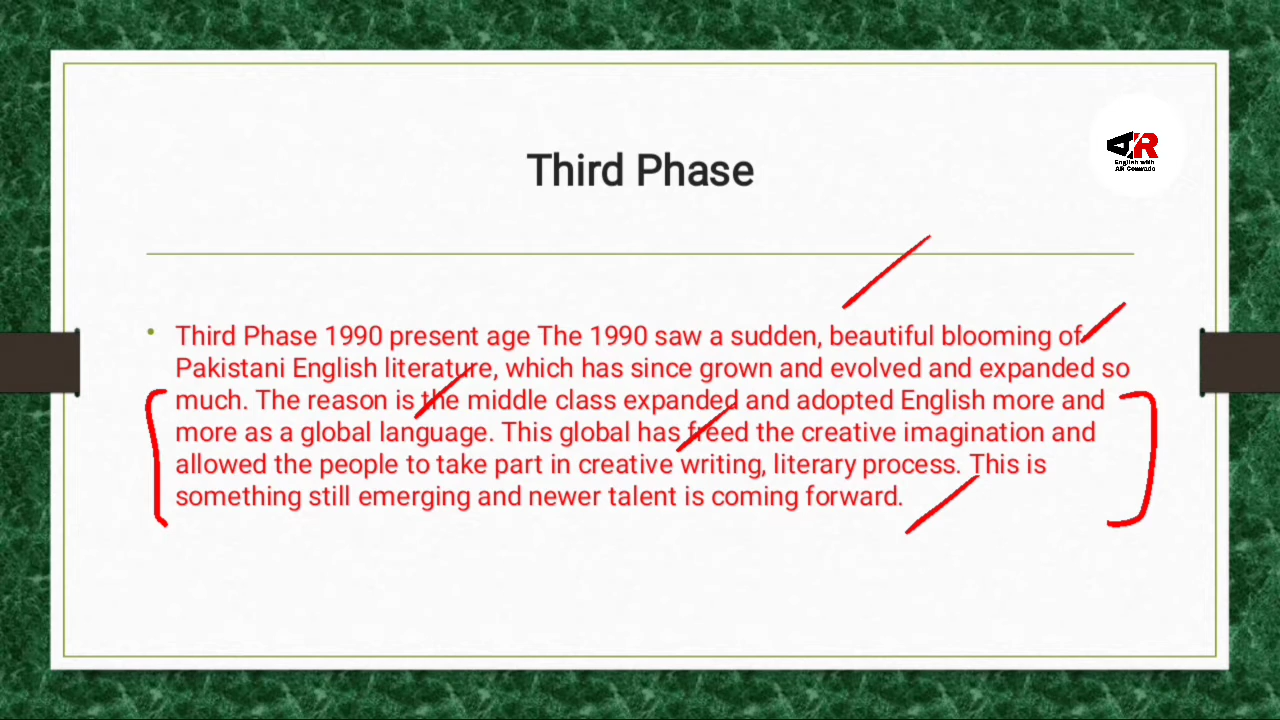 Third Phase
AR
English with
Third Phase 1990 present age The 1990 saw a sudden, beautiful blooming of
Pakistani English literature, which has since grown and evolved and expanded so
much. The reason is the middle class expanded and adopted English more and
more as a global language. This global has freed the creative imagination and
allowed the people to take part in creative writing, literary process. This is
something still emerging and newer talent is coming forward.